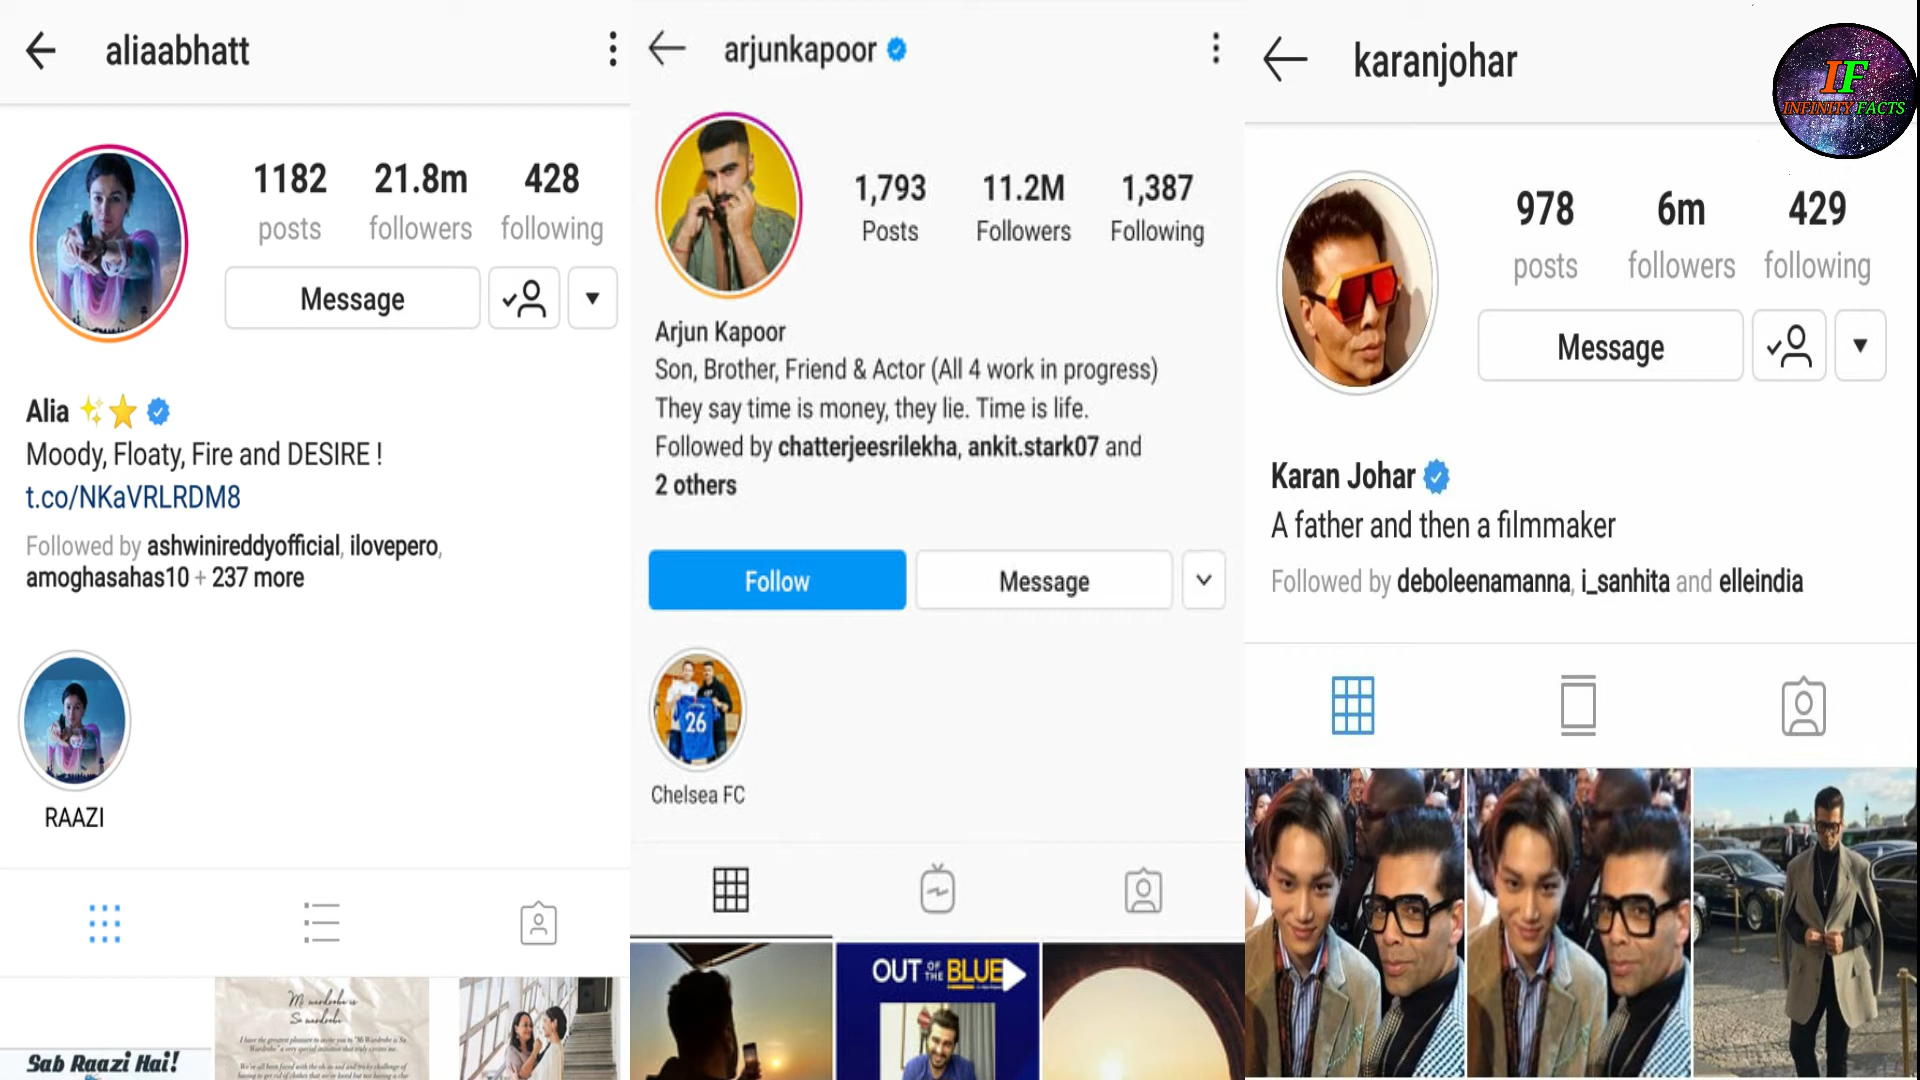 aliaabhatt
1182 21.8m 428
posts followers following
Message
Alia
Moody, Floaty, Fire and DESIRE !
t.co/NKaVRLRDM8
Followed by ashwinireddyofficial, ilovepero,
amoghasahas10 + 237 more
RAAZI
Sab Raazi Hai!
Mi wardrobe is
Su wardrobe
arjunkapoor
1,793 11.2M 1,387
Posts Followers Following
Arjun Kapoor
Son, Brother, Friend & Actor (All 4 work in progress)
They say time is money, they lie. Time is life.
Followed by chatterjeesrilekha, ankit.stark07 and
2 others
Follow Message
26
Chelsea FC
OUT OF THE BLUE
karanjohar
IF
INFINITY FACTS
978 6m 429
posts followers following
Message
Karan Johar
A father and then a filmmaker
Followed by deboleenamanna, i_sanhita and elleindia